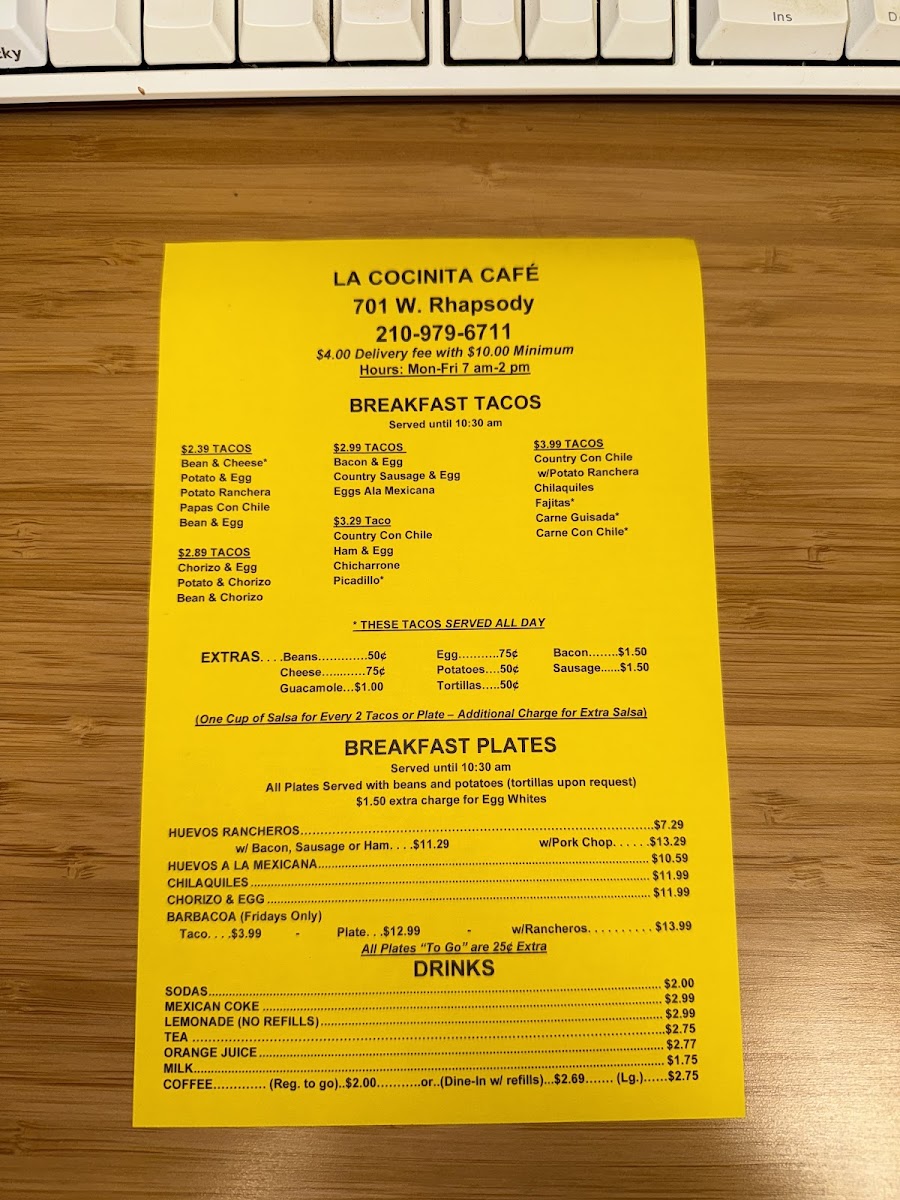 ky
Ins
LA COCINITA CAFÉ
701 W. Rhapsody
210-979-6711
$4.00 Delivery fee with $10.00 Minimum
Hours: Mon-Fri 7 am-2 pm
BREAKFAST TACOS
Served until 10:30 am
$2.39 TACOS
Bean & Cheese*
Potato & Egg
Potato Ranchera
Papas Con Chile
Bean & Egg
$2.89 TACOS
Chorizo & Egg
Potato & Chorizo
Bean & Chorizo
$2.99 TACOS
Bacon & Egg
Country Sausage & Egg
Eggs Ala Mexicana
$3.29 Taco
Country Con Chile
Ham & Egg
Chicharrone
Picadillo*
$3.99 TACOS
Country Con Chile
w/Potato Ranchera
Chilaquiles
Fajitas*
Carne Guisada*
Carne Con Chile*
* THESE TACOS SERVED ALL DAY
EXTRAS. . . .Beans.............50¢ Egg...........75¢ Bacon........$1.50
Cheese............75¢ Potatoes....50¢ Sausage......$1.50
Guacamole...$1.00 Tortillas.....50¢
(One Cup of Salsa for Every 2 Tacos or Plate – Additional Charge for Extra Salsa)
BREAKFAST PLATES
Served until 10:30 am
All Plates Served with beans and potatoes (tortillas upon request)
$1.50 extra charge for Egg Whites
HUEVOS RANCHEROS..........$7.29
w/ Bacon, Sausage or Ham. . . .$11.29 w/Pork Chop. . . . . .$13.29
HUEVOS A LA MEXICANA.......... $10.59
CHILAQUILES .......... $11.99
CHORIZO & EGG .......... $11.99
BARBACOA (Fridays Only)
Taco. . . .$3.99 - Plate. . .$12.99 - w/Rancheros. . . . . . . . . . $13.99
All Plates “To Go” are 25¢ Extra
DRINKS
SODAS.......... $2.00
MEXICAN COKE .......... $2.99
LEMONADE (NO REFILLS).......... $2.99
TEA ..........$2.75
ORANGE JUICE.......... $2.77
MILK.......... $1.75
COFFEE............. (Reg. to go)..$2.00...........or..(Dine-In w/ refills)...$2.69....... (Lg.)......$2.75